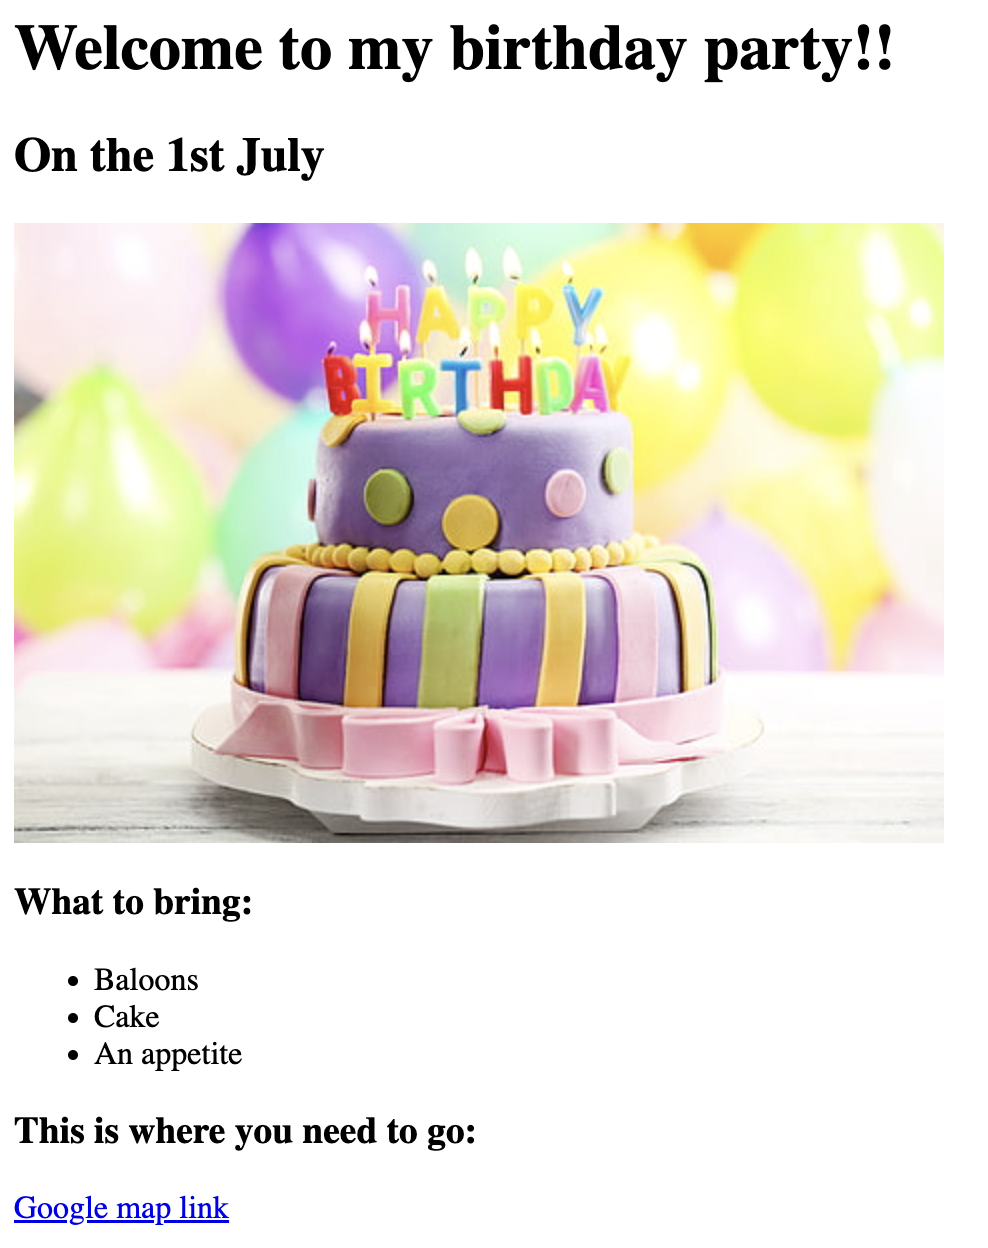 Welcome to my birthday party!!
On the 1st July
HAPPY
BIRTHDAY
What to bring:
Baloons
Cake
An appetite
This is where you need to go:
Google map link